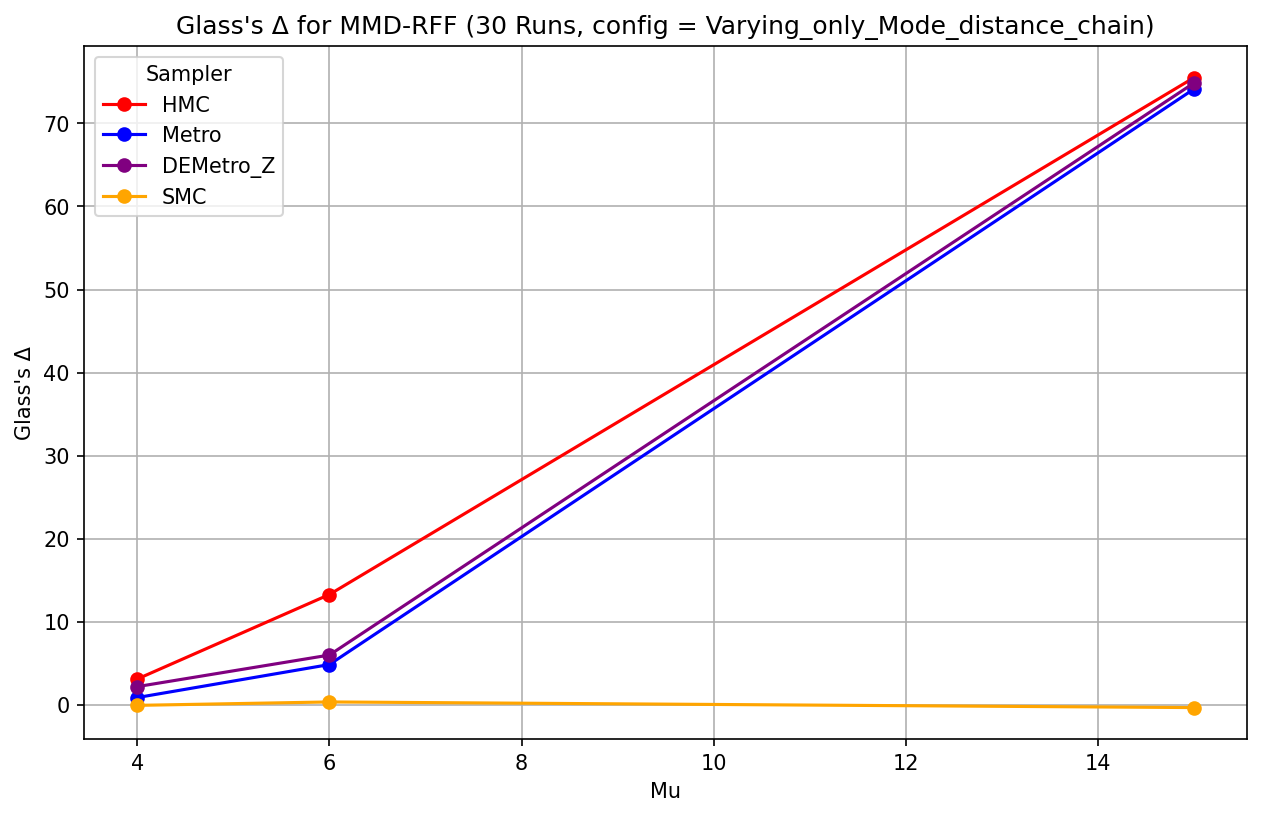 Glass's Δ for MMD-RFF (30 Runs, config = Varying_only_Mode_distance_chain)
Sampler
HMC
Metro
DEMetro_Z
SMC
Glass's Δ
70
60
50
40
30
20
10
0
4
6
8
10
12
14
Mu